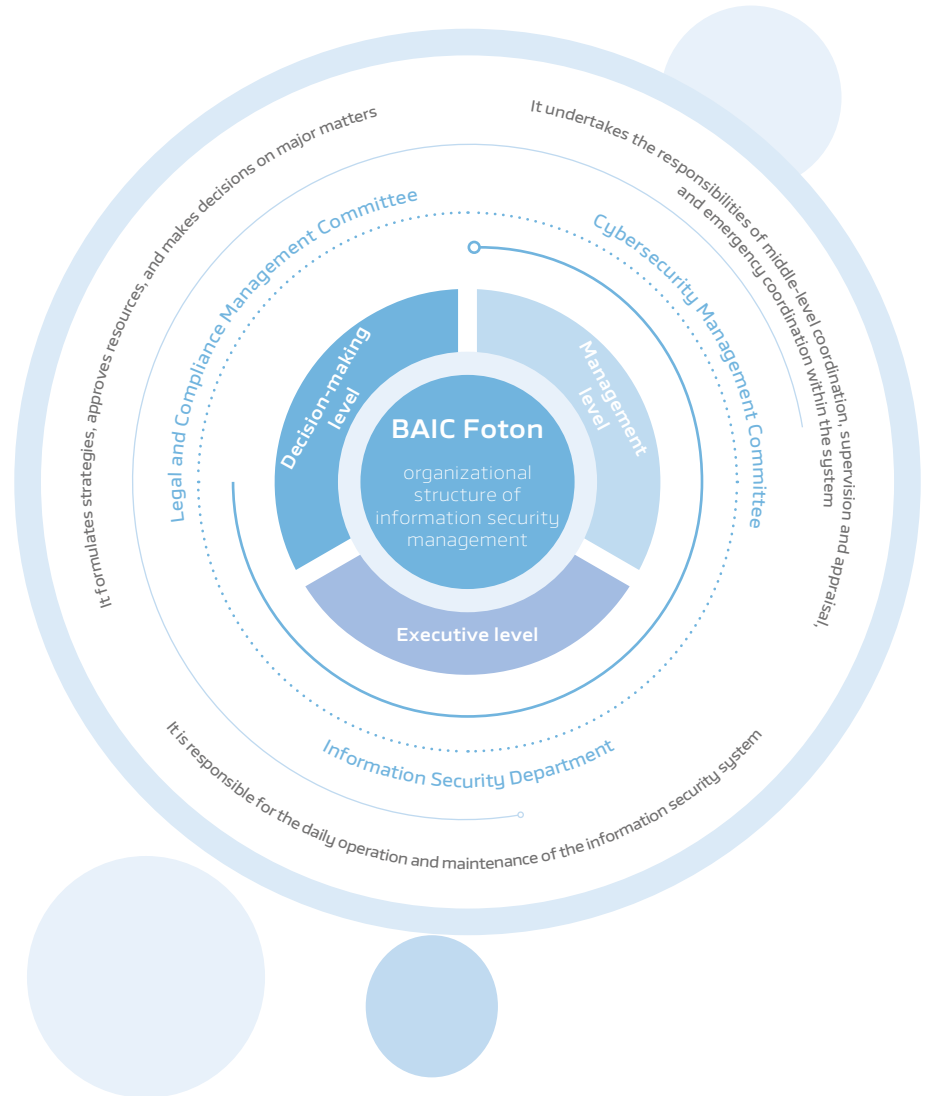 BAIC Foton
organizational
structure of
information security
management
Decision-making
level
Legal and Compliance Management Committee
It formulates strategies, approves resources, and makes decisions on major matters
Management
level
Cybersecurity Management Committee
It undertakes the responsibilities of middle-level coordination, supervision and appraisal,
and emergency coordination within the system
Executive level
Information Security Department
It is responsible for the daily operation and maintenance of the information security system